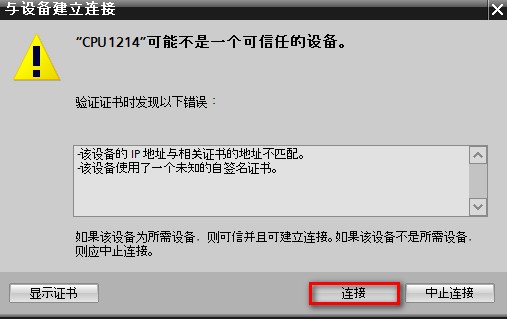 与设备建立连接
“CPU1214”可能不是一个可信任的设备。
验证证书时发现以下错误：
-该设备的 IP 地址与相关证书的地址不匹配。
-该设备使用了一个未知的自签名证书。
如果该设备为所需设备，则可信并且可建立连接。如果该设备不是所需设备，
则应中止连接。
显示证书 连接 中止连接